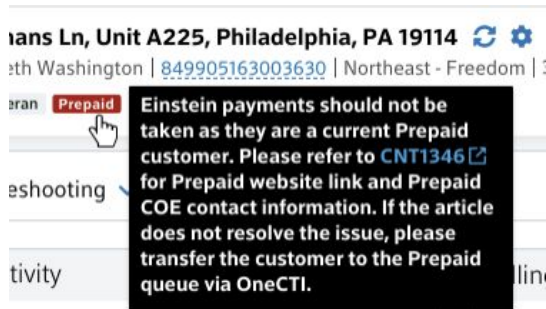 ans Ln, Unit A225, Philadelphia, PA 19114
eth Washington | 849905163003630 | Northeast - Freedom |
eran Prepaid
Einstein payments should not be
taken as they are a current Prepaid
customer. Please refer to CNT1346
for Prepaid website link and Prepaid
COE contact information. If the article
does not resolve the issue, please
transfer the customer to the Prepaid
queue via OneCTI.
eshooting
tivity